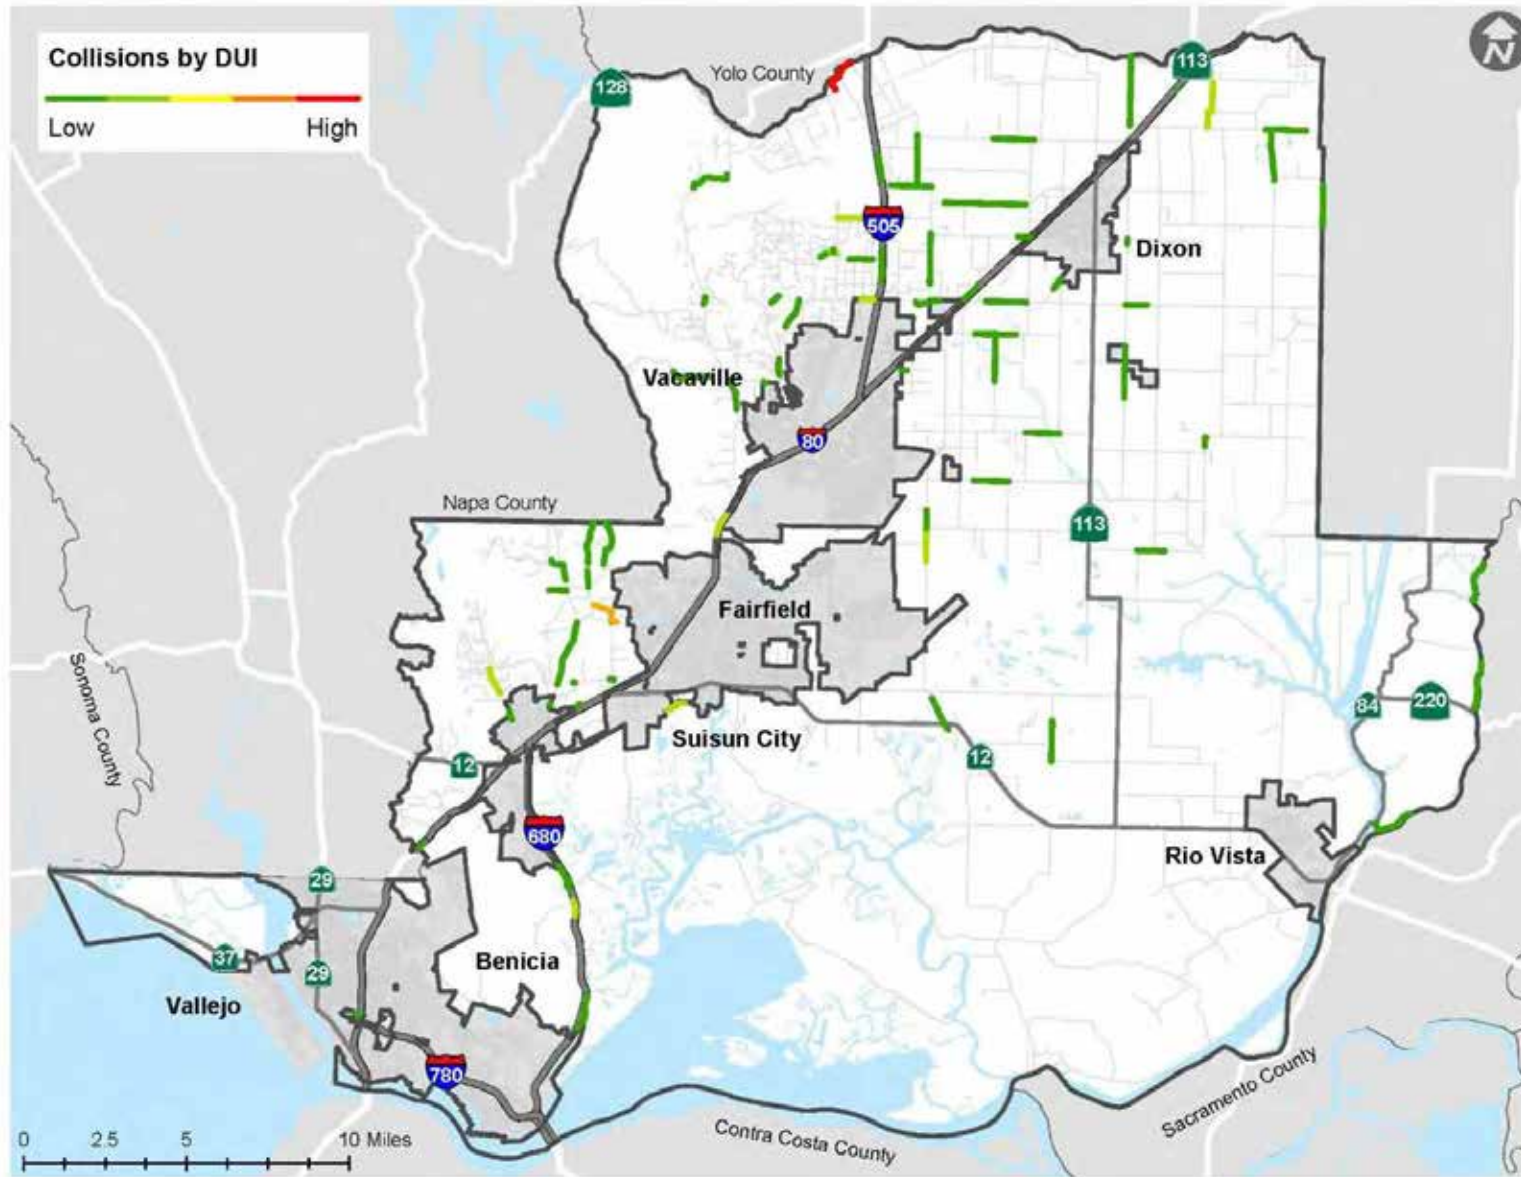 Collisions by DUI
Low High
N
Yolo County
128
113
505
Dixon
Vacaville
80
Napa County
113
Fairfield
Sonoma County
Suisun City
84
220
12
12
680
Rio Vista
29
37
29
Benicia
Vallejo
780
Sacramento County
Contra Costa County
0 2.5 5 10 Miles